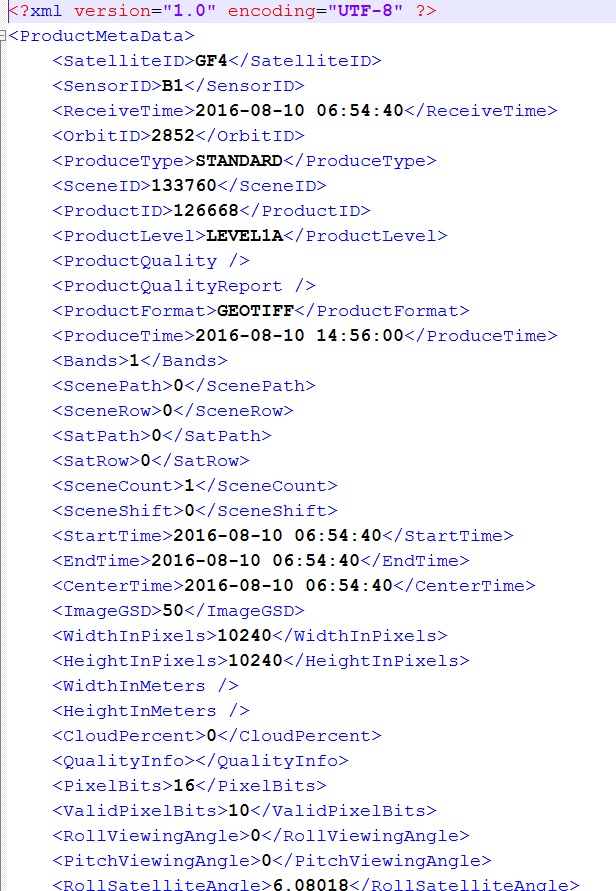 <?xml version="1.0" encoding="UTF-8" ?>
<ProductMetaData>
<SatelliteID>GF4</SatelliteID>
<SensorID>B1</SensorID>
<ReceiveTime>2016-08-10 06:54:40</ReceiveTime>
<OrbitID>2852</OrbitID>
<ProduceType>STANDARD</ProduceType>
<SceneID>133760</SceneID>
<ProductID>126668</ProductID>
<ProductLevel>LEVEL1A</ProductLevel>
<ProductQuality />
<ProductQualityReport />
<ProductFormat>GEOTIFF</ProductFormat>
<ProduceTime>2016-08-10 14:56:00</ProduceTime>
<Bands>1</Bands>
<ScenePath>0</ScenePath>
<SceneRow>0</SceneRow>
<SatPath>0</SatPath>
<SatRow>0</SatRow>
<SceneCount>1</SceneCount>
<SceneShift>0</SceneShift>
<StartTime>2016-08-10 06:54:40</StartTime>
<EndTime>2016-08-10 06:54:40</EndTime>
<CenterTime>2016-08-10 06:54:40</CenterTime>
<ImageGSD>50</ImageGSD>
<WidthInPixels>10240</WidthInPixels>
<HeightInPixels>10240</HeightInPixels>
<WidthInMeters />
<HeightInMeters />
<CloudPercent>0</CloudPercent>
<QualityInfo></QualityInfo>
<PixelBits>16</PixelBits>
<ValidPixelBits>10</ValidPixelBits>
<RollViewingAngle>0</RollViewingAngle>
<PitchViewingAngle>0</PitchViewingAngle>
<RollSatelliteAngle>6.08018</RollSatelliteAngle>